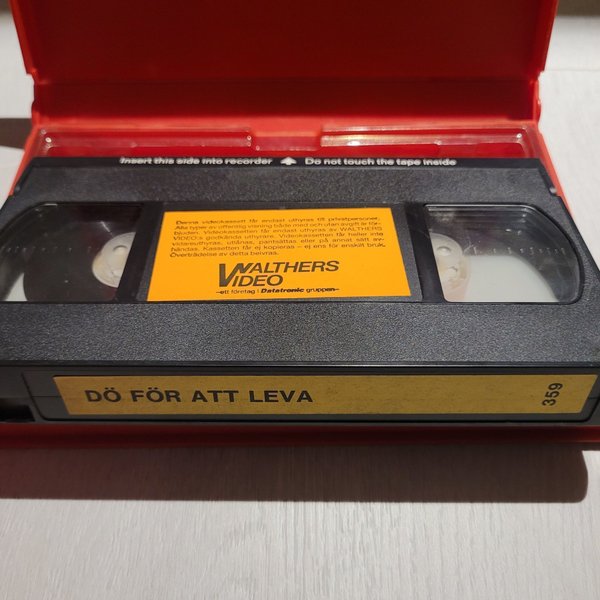 Insert this side into recorder Do not touch the tape inside
Denna videokassett får endast uthyras till privatpersoner.
Alla typer av offentlig visning både med och utan avgift är för-
bjuden. Videokassetten får endast uthyras av WALTHERS
VIDEO:s godkända uthyrare. Videokassetten får heller inte
vidareuthyras, utlånas, pantsättas eller på annat sätt av-
händas. Kassetten får ej kopieras – ej ens för enskilt bruk.
Överträdelse av detta beivras.
WALTHERS
VIDEO
–ett företag i Datatronic gruppen–
DÖ FÖR ATT LEVA
359